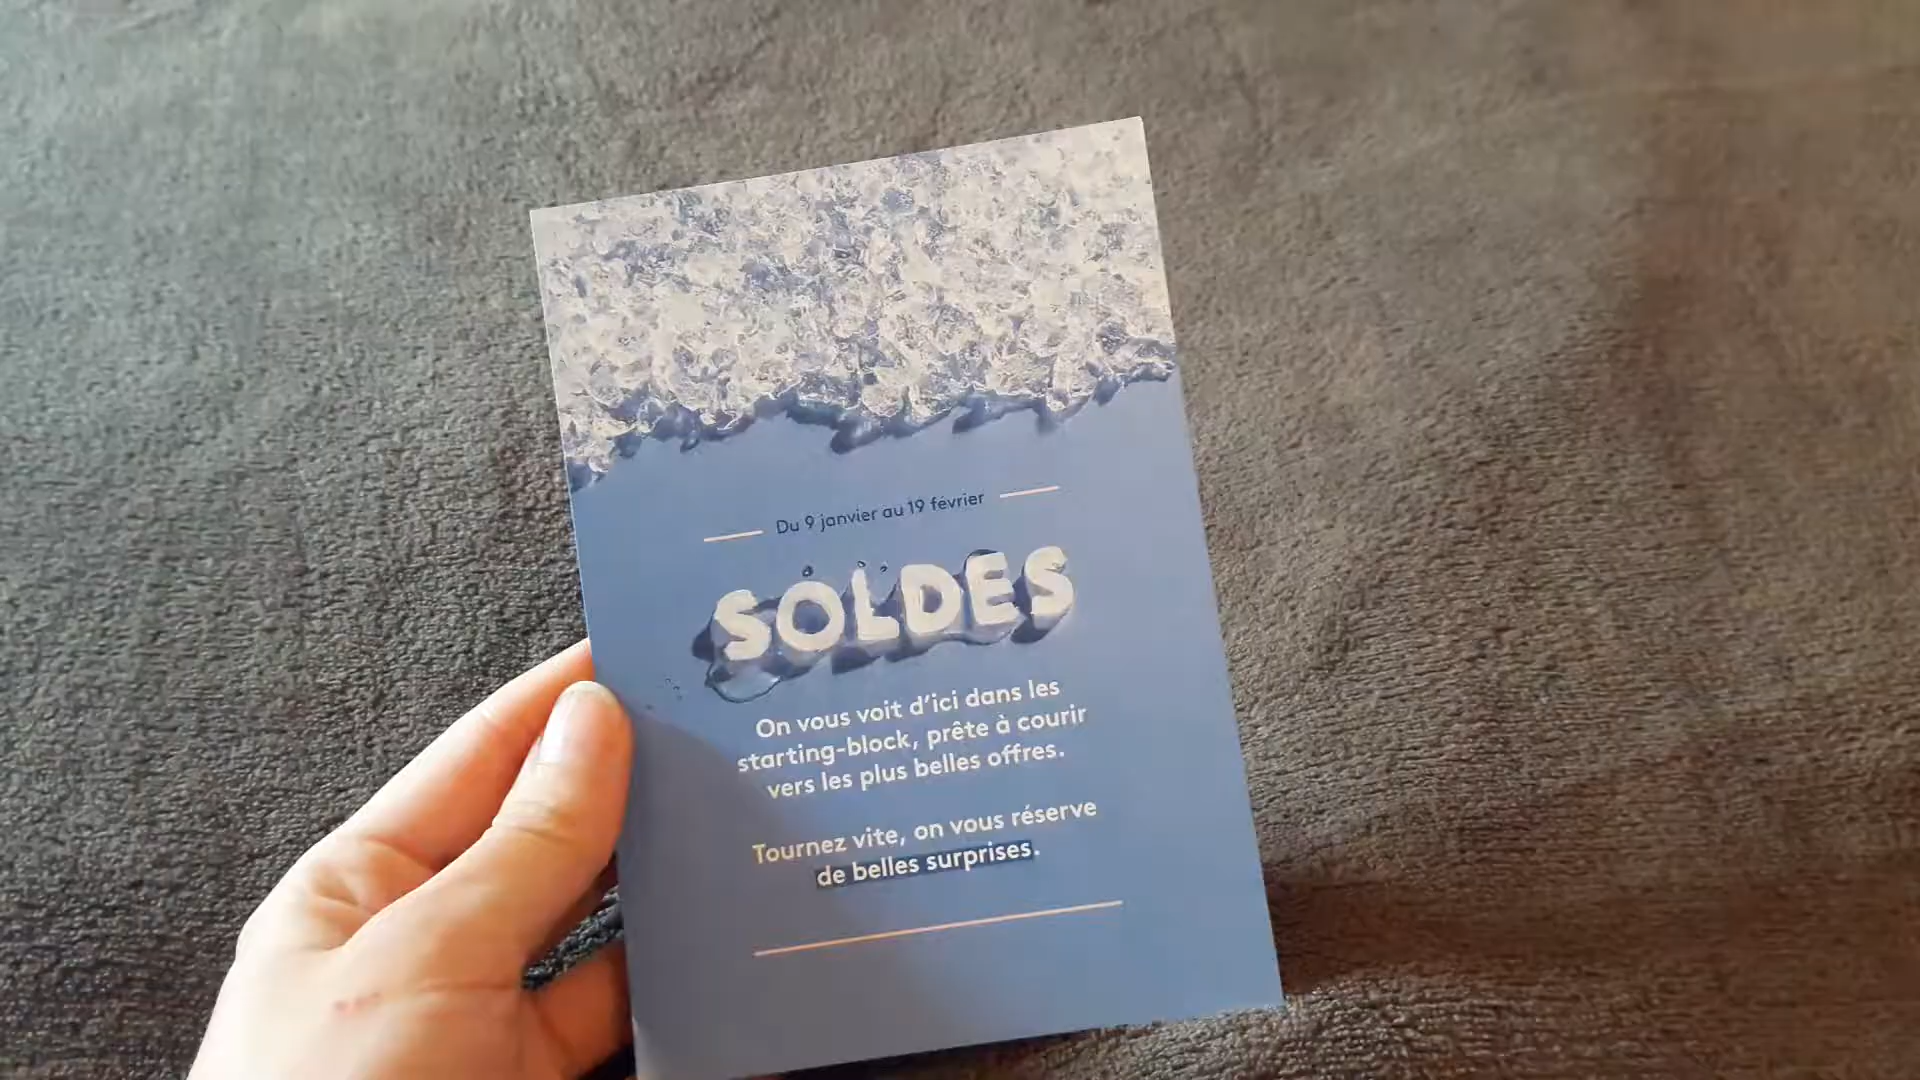 Du 9 janvier au 19 février
SOLDES
On vous voit d'ici dans les
starting-block, prête à courir
vers les plus belles offres.
Tournez vite, on vous réserve
de belles surprises.